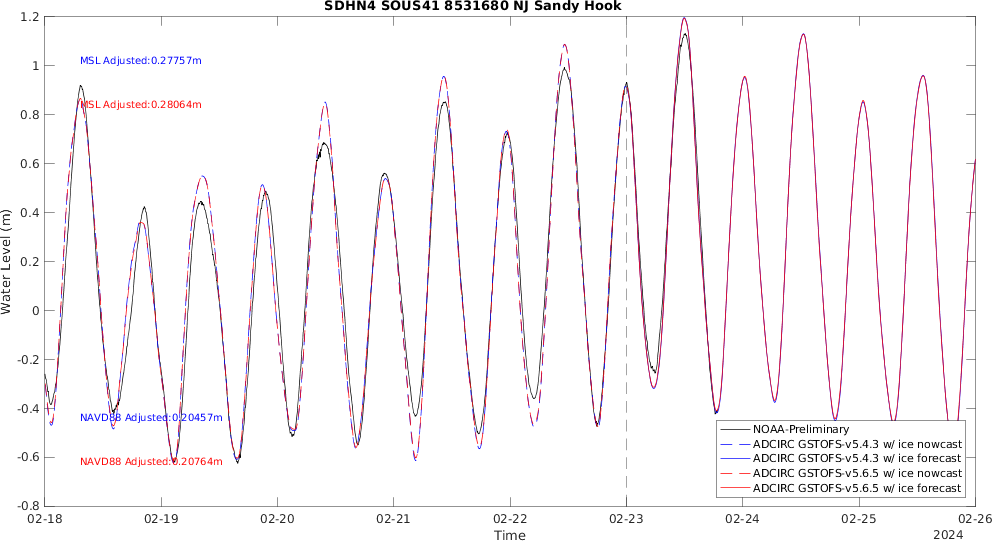 SDHN4 SOUS41 8531680 NJ Sandy Hook
1.2
1
0.8
0.6
0.4
0.2
0
-0.2
-0.4
-0.6
-0.8
Water Level (m)
MSL Adjusted:0.27757m
MSL Adjusted:0.28064m
NAVD88 Adjusted:0.20457m
NAVD88 Adjusted:0.20764m
NOAA-Preliminary
ADCIRC GSTOFS-v5.4.3 w/ ice nowcast
ADCIRC GSTOFS-v5.4.3 w/ ice forecast
ADCIRC GSTOFS-v5.6.5 w/ ice nowcast
ADCIRC GSTOFS-v5.6.5 w/ ice forecast
02-18 02-19 02-20 02-21 02-22 02-23 02-24 02-25 02-26
Time
2024